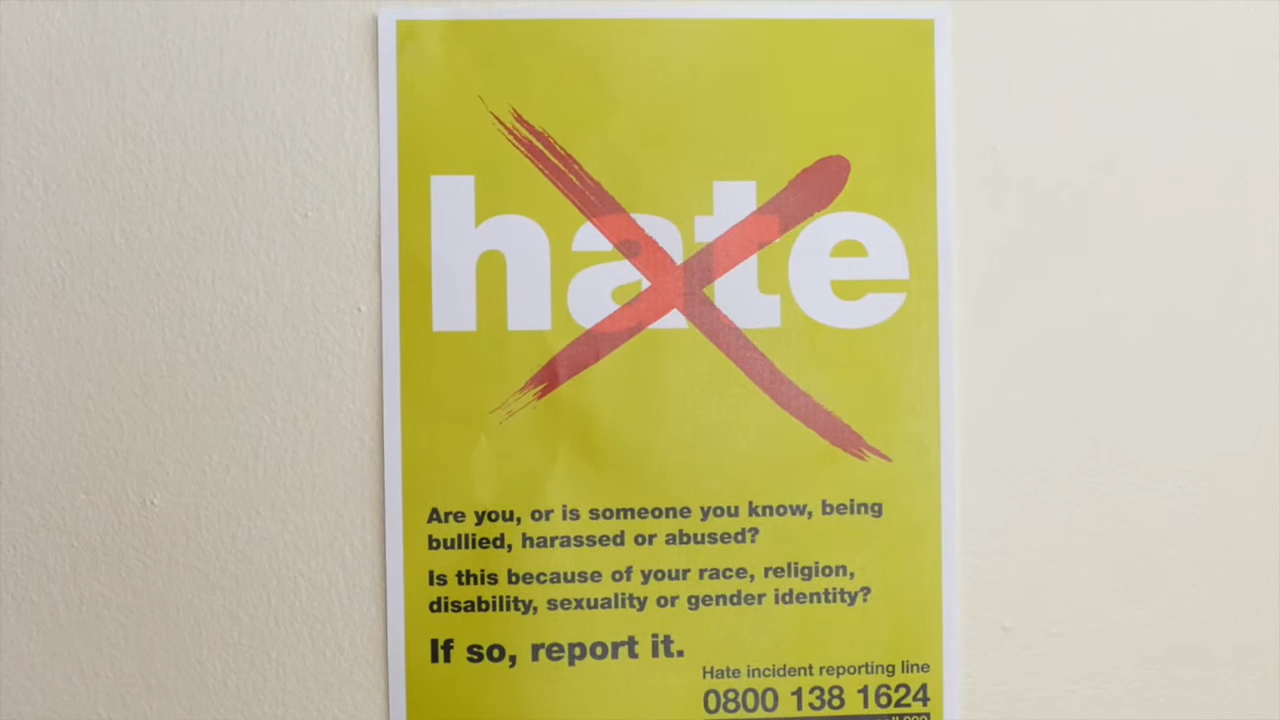 hate
Are you, or is someone you know, being
bullied, harassed or abused?
Is this because of your race, religion,
disability, sexuality or gender identity?
If so, report it.
Hate incident reporting line
0800 138 1624